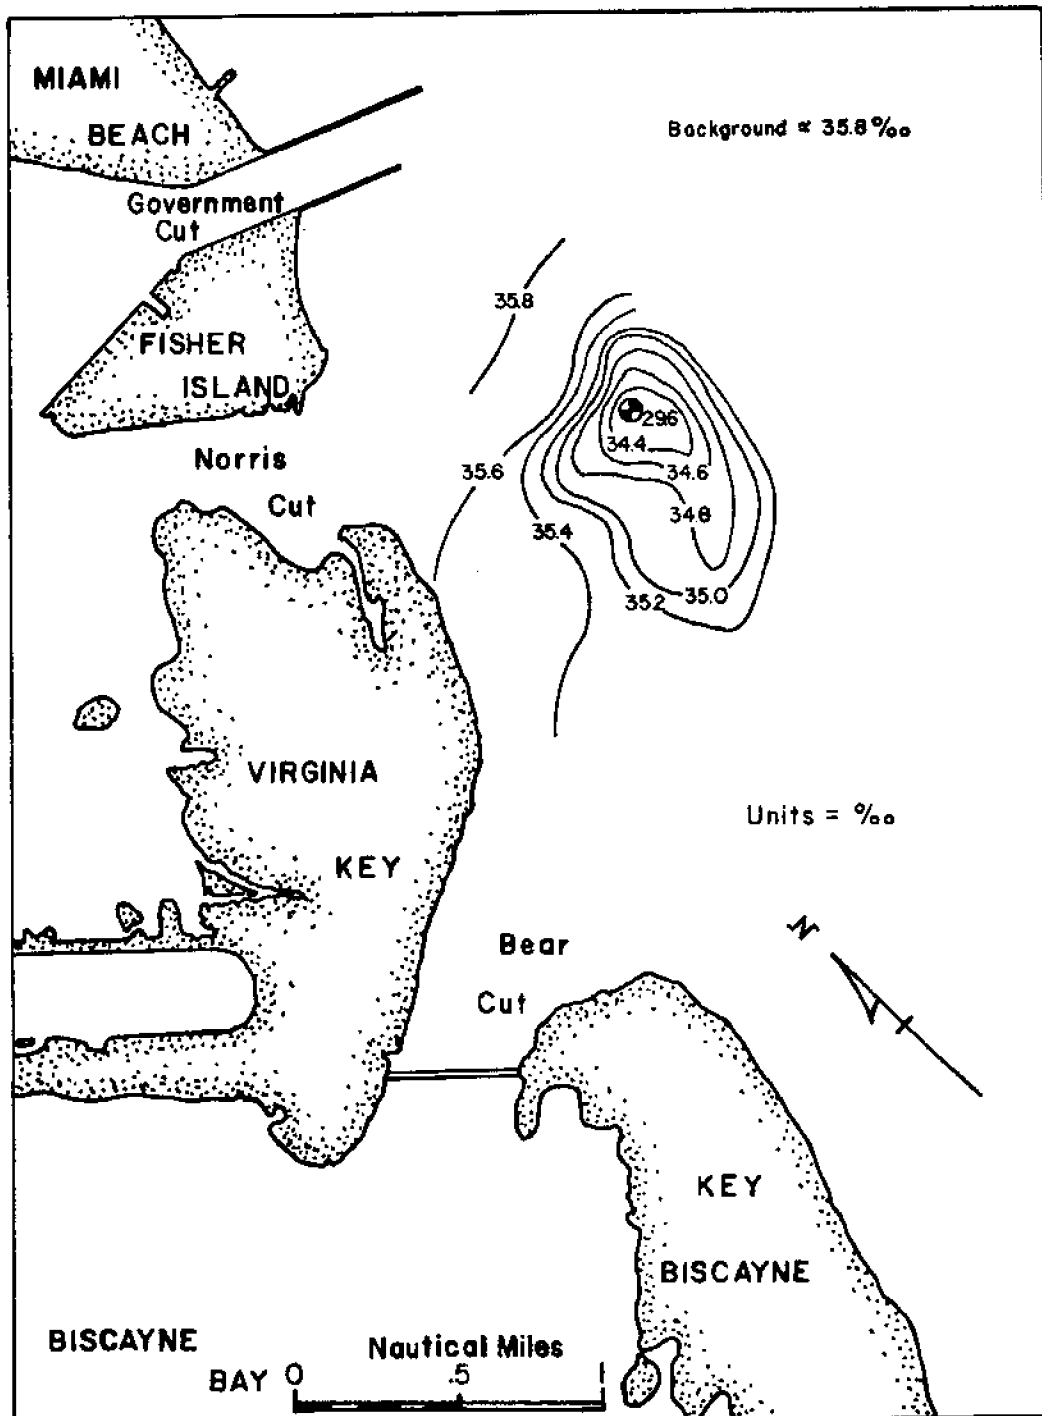 MIAMI
BEACH
Background ≈ 35.8‰
Government
Cut
35.8
FISHER
ISLAND
29.6
34.4
34.6
Norris
Cut
35.6
34.8
35.4
35.2
35.0
VIRGINIA
KEY
Units = ‰
N
Bear
Cut
KEY
BISCAYNE
BISCAYNE
BAY
Nautical Miles
0 .5 1